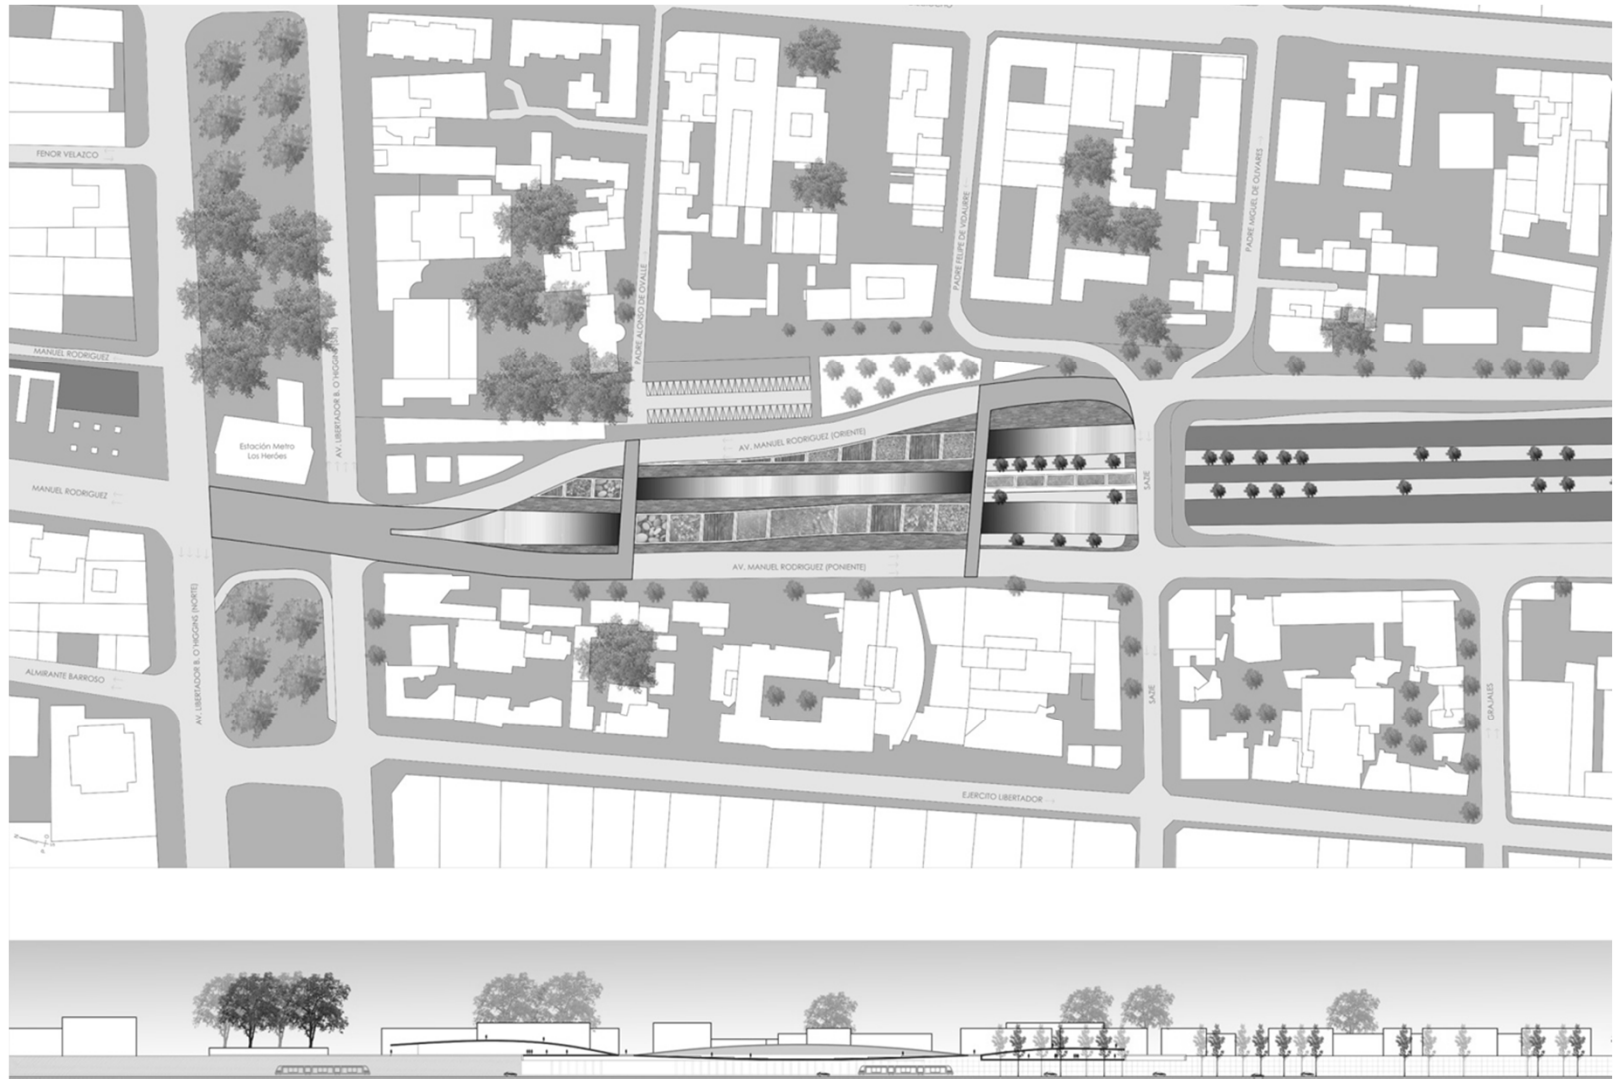 FENOR VELAZCO
MANUEL RODRIGUEZ
Estación Metro
Los Heróes
MANUEL RODRIGUEZ
AV. LIBERTADOR B. O´HIGGINS (NORTE)
ALMIRANTE BARROSO
AV. LIBERTADOR B. O´HIGGINS (SUR)
PADRE ALONSO DE OVALLE
AV. MANUEL RODRIGUEZ (ORIENTE)
AV. MANUEL RODRIGUEZ (PONIENTE)
PADRE FELIPE DE VIDAURRE
PADRE MIGUEL DE OLIVARES
SAZIE
SAZIE
GRAJALES
EJERCITO LIBERTADOR